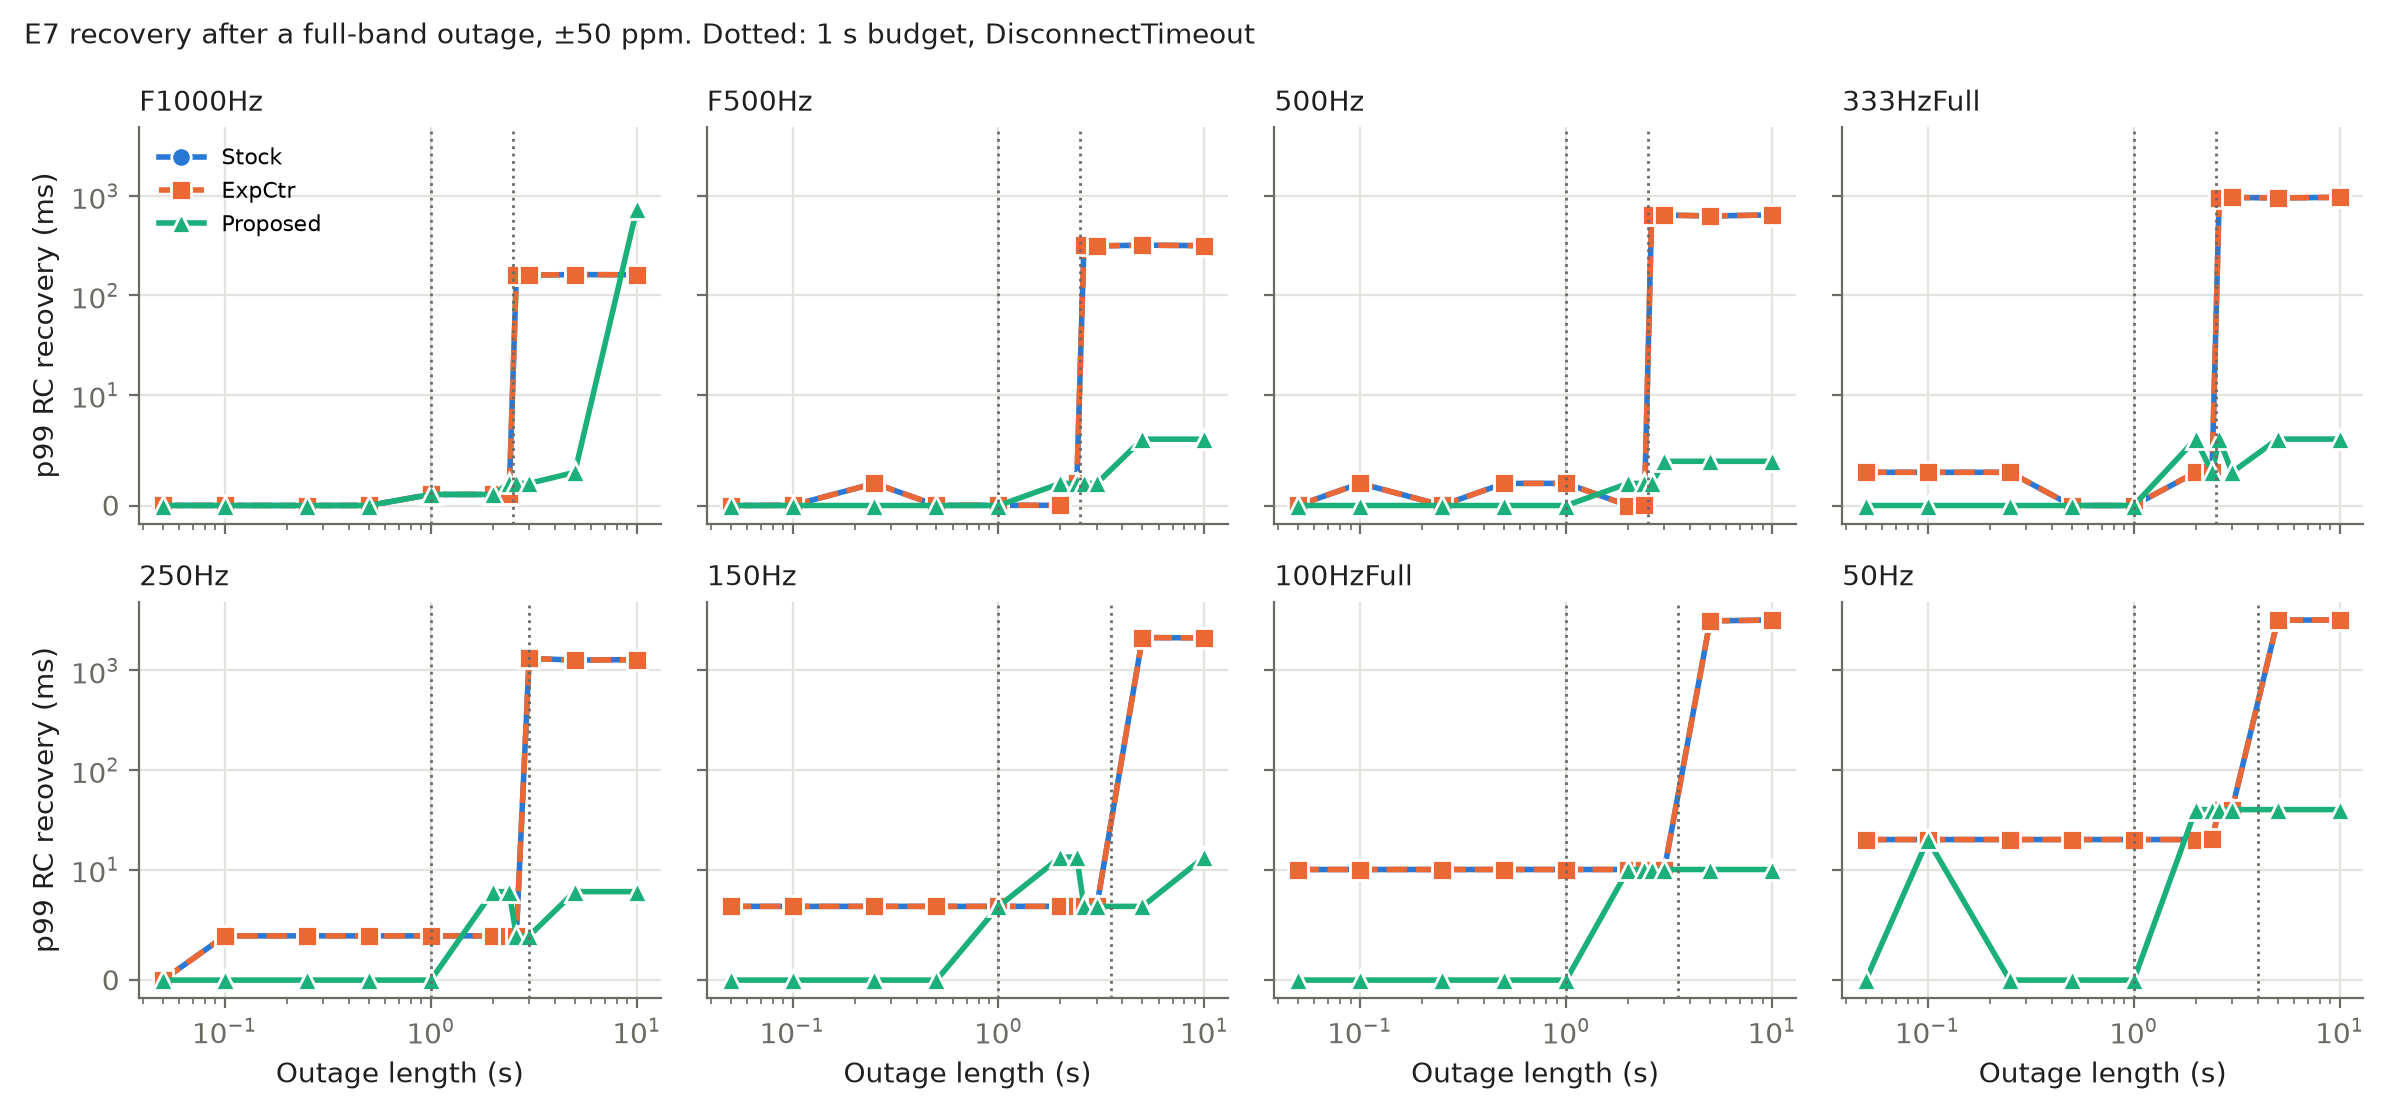 E7 recovery after a full-band outage, ±50 ppm. Dotted: 1 s budget, DisconnectTimeout
F1000Hz
F500Hz
500Hz
333HzFull
Stock
ExpCtr
Proposed
p99 RC recovery (ms)
10³
10²
10¹
0
250Hz
150Hz
100HzFull
50Hz
p99 RC recovery (ms)
10³
10²
10¹
0
10⁻¹ 10⁰ 10¹
10⁻¹ 10⁰ 10¹
10⁻¹ 10⁰ 10¹
10⁻¹ 10⁰ 10¹
Outage length (s)
Outage length (s)
Outage length (s)
Outage length (s)